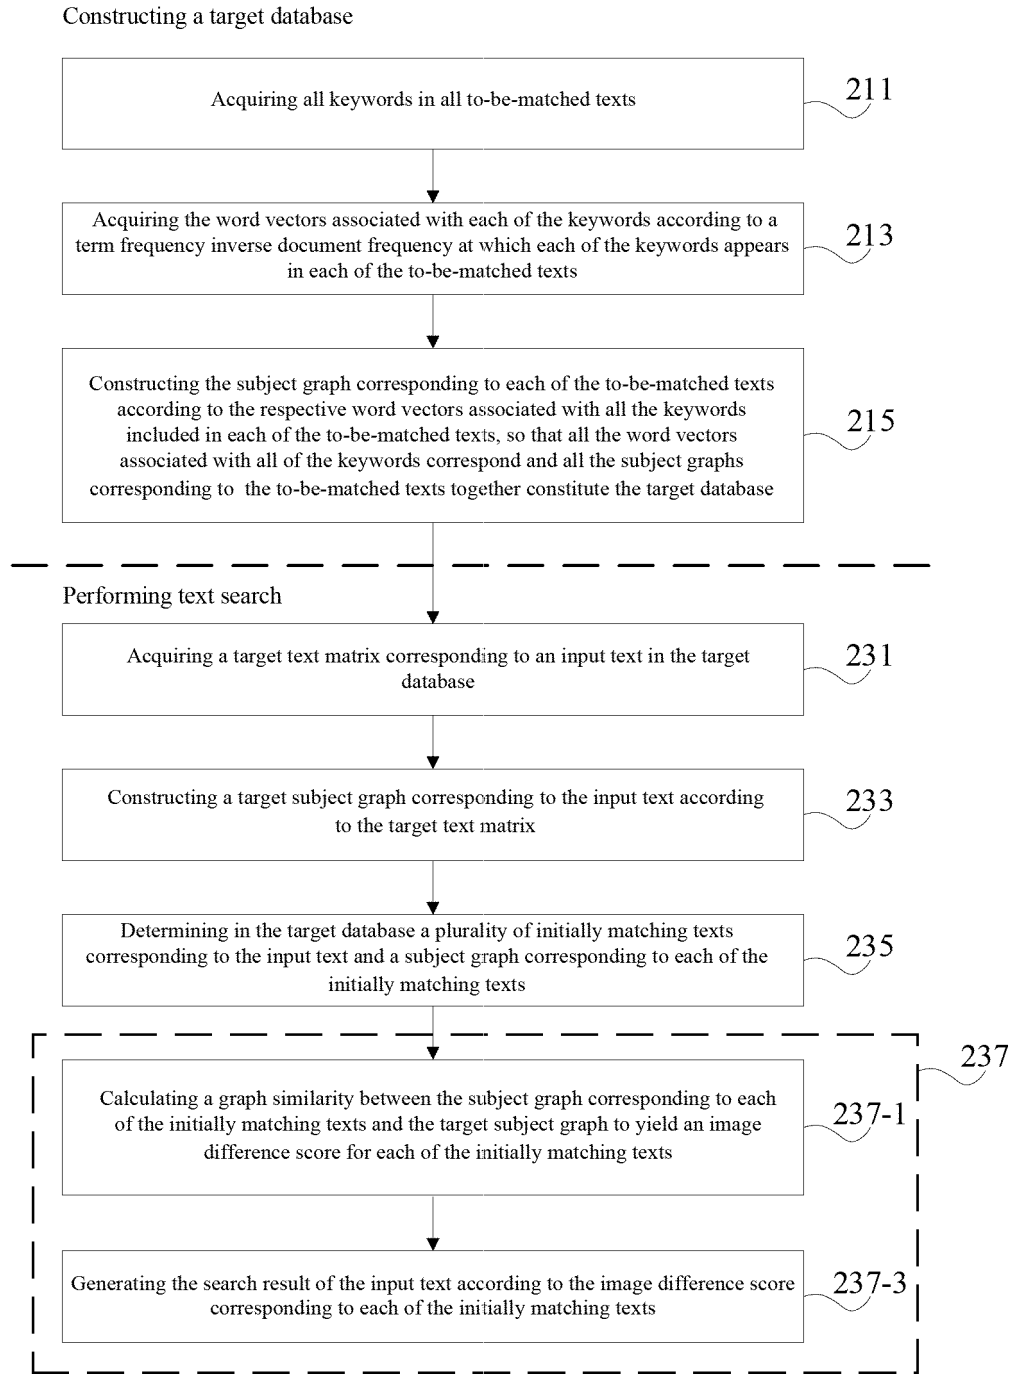 Constructing a target database
Acquiring all keywords in all to-be-matched texts
211
Acquiring the word vectors associated with each of the keywords according to a
term frequency inverse document frequency at which each of the keywords appears
in each of the to-be-matched texts
213
Constructing the subject graph corresponding to each of the to-be-matched texts
according to the respective word vectors associated with all the keywords
included in each of the to-be-matched texts, so that all the word vectors
associated with all of the keywords correspond and all the subject graphs
corresponding to the to-be-matched texts together constitute the target database
215
Performing text search
Acquiring a target text matrix corresponding to an input text in the target
database
231
Constructing a target subject graph corresponding to the input text according
to the target text matrix
233
Determining in the target database a plurality of initially matching texts
corresponding to the input text and a subject graph corresponding to each of the
initially matching texts
235
237
Calculating a graph similarity between the subject graph corresponding to each
of the initially matching texts and the target subject graph to yield an image
difference score for each of the initially matching texts
237-1
Generating the search result of the input text according to the image difference score
corresponding to each of the initially matching texts
237-3